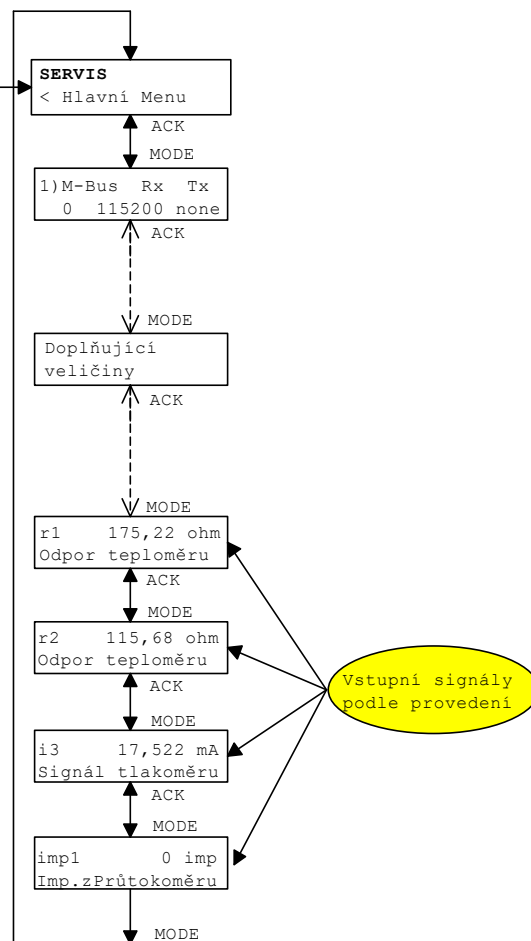 SERVIS
< Hlavní Menu
ACK
MODE
1)M-Bus Rx Tx
0 115200 none
ACK
MODE
Doplňující
veličiny
ACK
MODE
r1 175,22 ohm
Odpor teploměru
ACK
MODE
r2 115,68 ohm
Odpor teploměru
ACK
Vstupní signály
podle provedení
MODE
i3 17,522 mA
Signál tlakoměru
ACK
MODE
imp1 0 imp
Imp.zPrůtokoměru
MODE